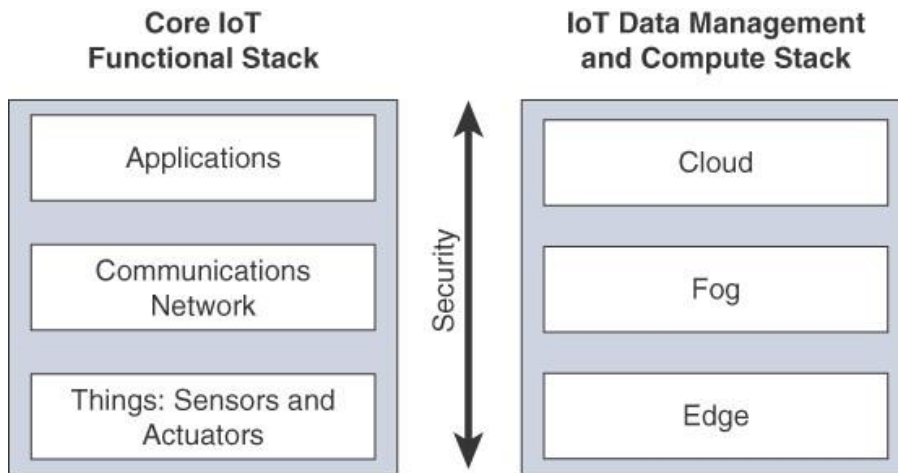 Core IoT
Functional Stack
Applications
Communications
Network
Things: Sensors and
Actuators
Security
IoT Data Management
and Compute Stack
Cloud
Fog
Edge